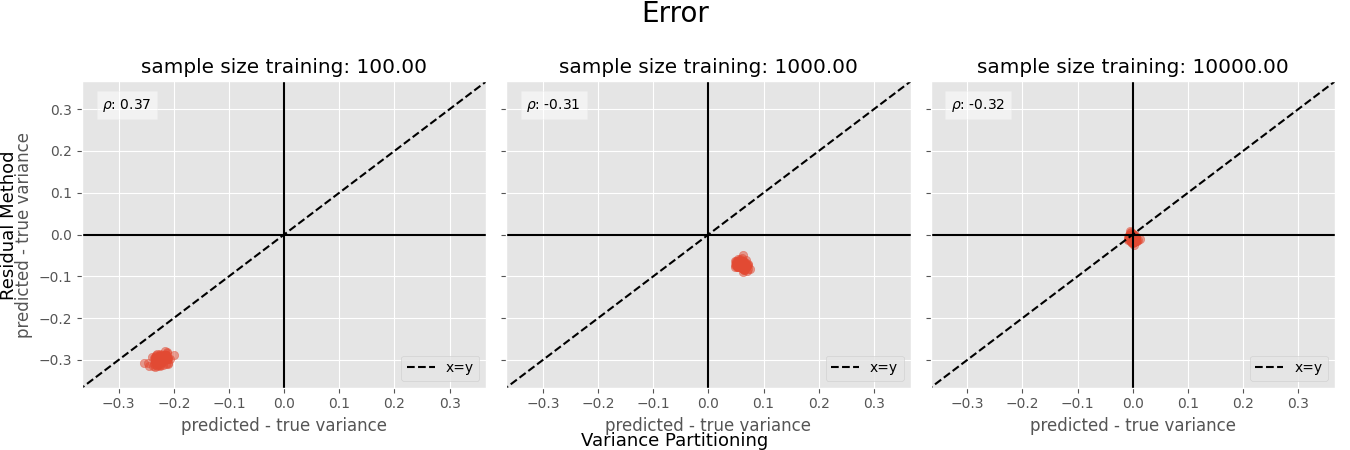 Error
sample size training: 100.00
sample size training: 1000.00
sample size training: 10000.00
ρ: 0.37
ρ: -0.31
ρ: -0.32
0.3
0.2
0.1
0.0
−0.1
−0.2
−0.3
Residual Method
predicted - true variance
x=y
x=y
x=y
−0.3 −0.2 −0.1 0.0 0.1 0.2 0.3
−0.3 −0.2 −0.1 0.0 0.1 0.2 0.3
−0.3 −0.2 −0.1 0.0 0.1 0.2 0.3
predicted - true variance
predicted - true variance
predicted - true variance
Variance Partitioning